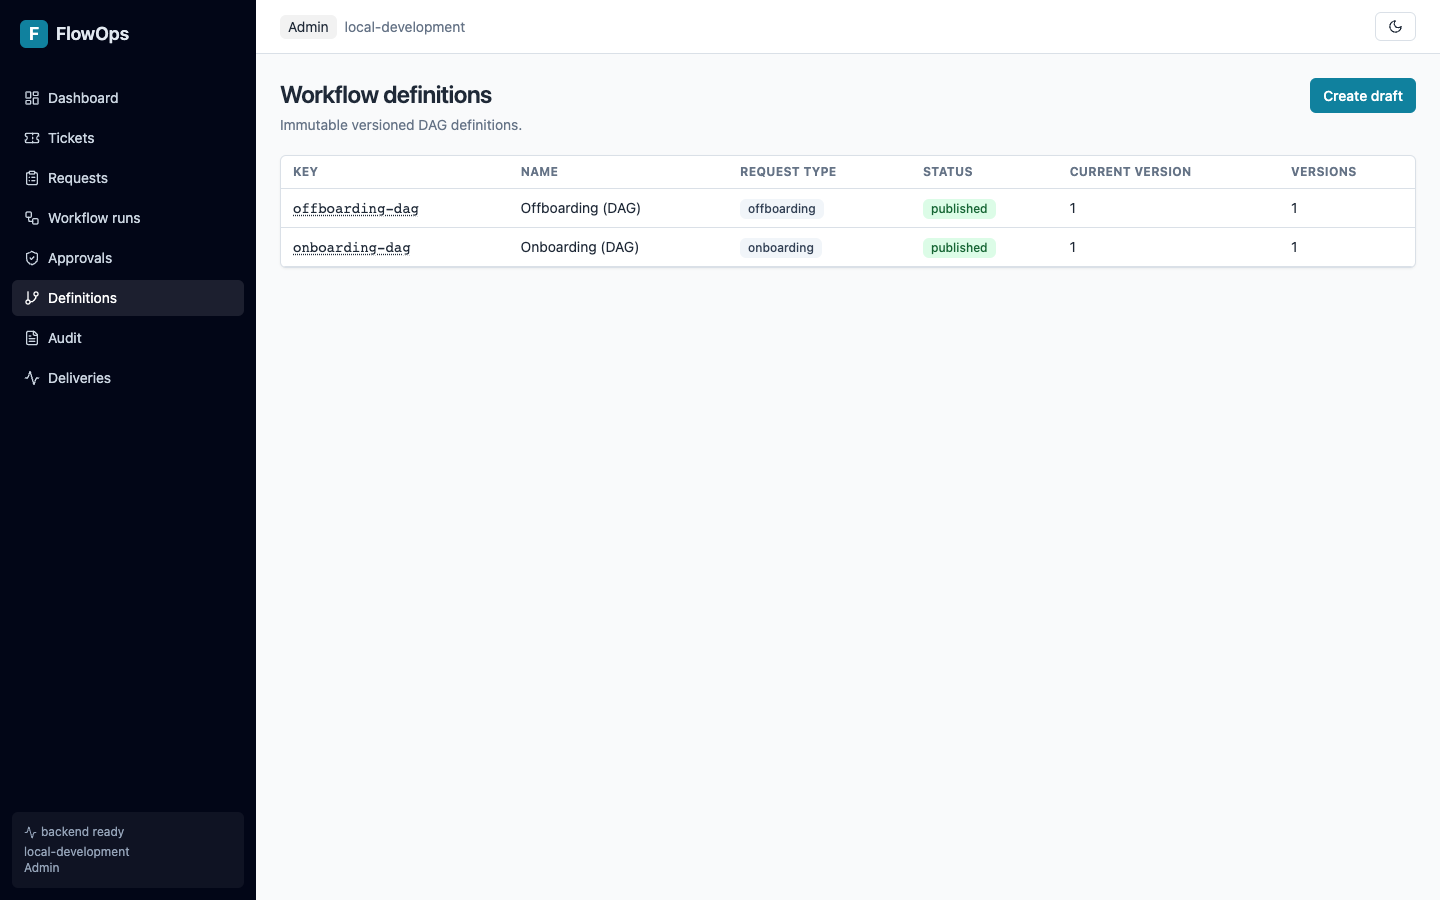 F FlowOps
Dashboard
Tickets
Requests
Workflow runs
Approvals
Definitions
Audit
Deliveries
backend ready
local-development
Admin
Admin local-development
Workflow definitions
Create draft
Immutable versioned DAG definitions.
KEY NAME REQUEST TYPE STATUS CURRENT VERSION VERSIONS
offboarding-dag Offboarding (DAG) offboarding published 1 1
onboarding-dag Onboarding (DAG) onboarding published 1 1